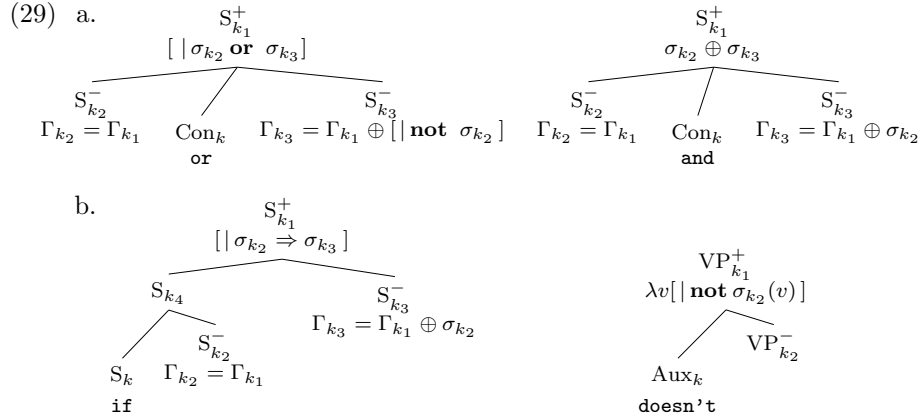 (29) a.
S⁺ₖ₁ S⁺ₖ₁
[ | σₖ₂ or σₖ₃] σₖ₂ ⊕ σₖ₃
S⁻ₖ₂ S⁻ₖ₃ S⁻ₖ₂ S⁻ₖ₃
Γₖ₂ = Γₖ₁ Conₖ Γₖ₃ = Γₖ₁ ⊕ [ | not σₖ₂ ] Γₖ₂ = Γₖ₁ Conₖ Γₖ₃ = Γₖ₁ ⊕ σₖ₂
or and
b.
S⁺ₖ₁
[ | σₖ₂ ⇒ σₖ₃ ]
VP⁺ₖ₁
Sₖ₄ S⁻ₖ₃ λv[ | not σₖ₂(v)]
Γₖ₃ = Γₖ₁ ⊕ σₖ₂
S⁻ₖ₂ VP⁻ₖ₂
Sₖ Γₖ₂ = Γₖ₁ Auxₖ
if doesn't